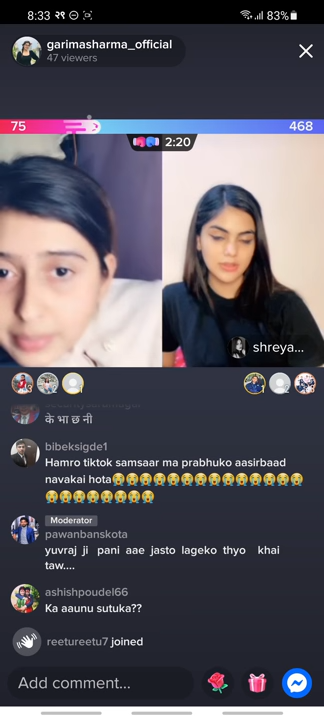 8:33 २९ 83%
garimasharma_official
47 viewers
75 468
2:20
shreya...
के भा छ नी
bibeksigde1
Hamro tiktok samsaar ma prabhuko aasirbaad
navakai hota😭😭😭😭😭😭😭😭😭😭😭😭😭😭
😭😭😭😭😭😭😭😭
Moderator
pawanbanskota
yuvraj ji pani aae jasto lageko thyo khai
taw....
ashishpoudel66
Ka aaunu sutuka??
reetureetu7 joined
Add comment...